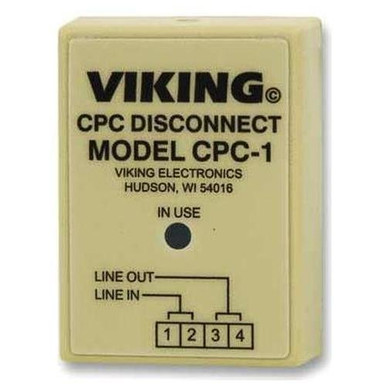 VIKING©
CPC DISCONNECT
MODEL CPC-1
VIKING ELECTRONICS
HUDSON, WI 54016
IN USE
LINE OUT
LINE IN
1 2 3 4